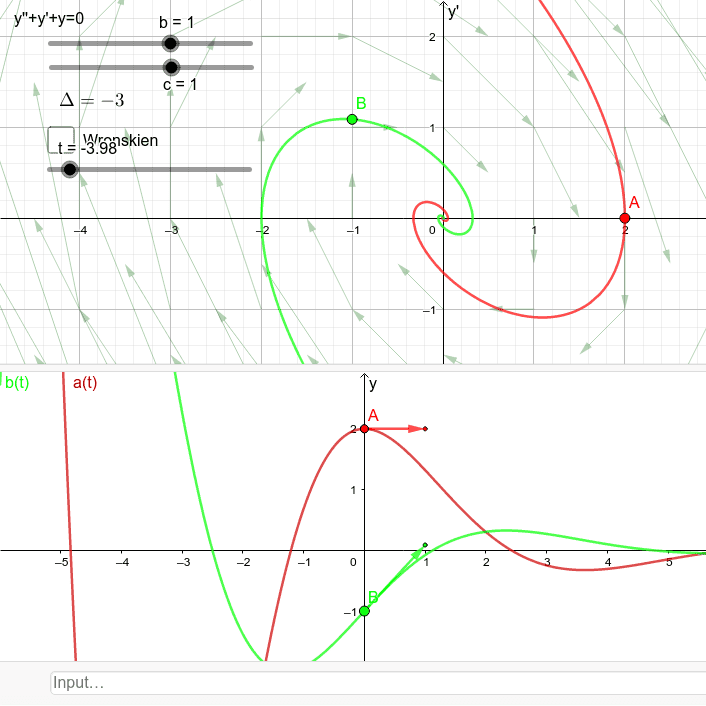 y''+y'+y=0
b = 1
c = 1
Δ = −3
Wronskien
t = -3.98
y'
2
1
B
A
−4 −3 −2 −1 0 1 2
−1
b(t) a(t)
y
A
2
1
−5 −4 −3 −2 −1 0 1 2 3 4 5
B
−1
Input…